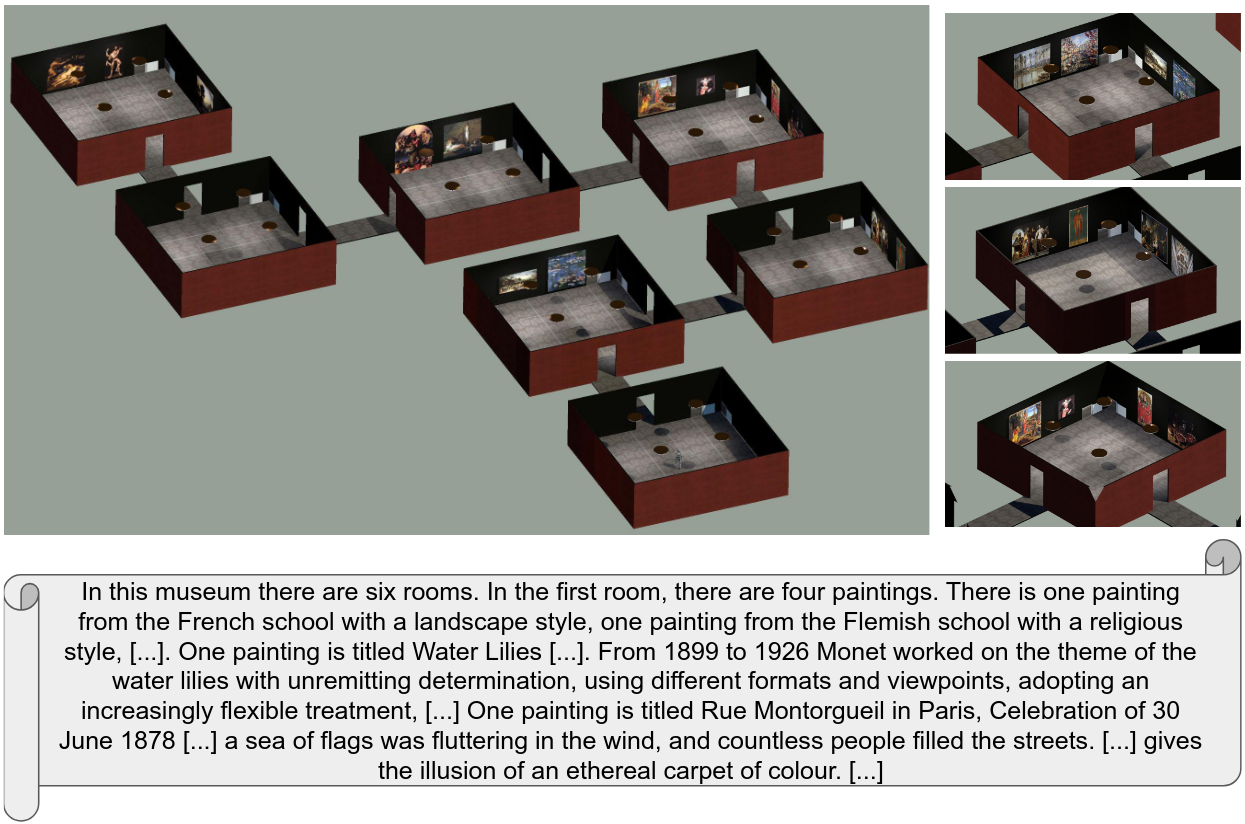 In this museum there are six rooms. In the first room, there are four paintings. There is one painting
from the French school with a landscape style, one painting from the Flemish school with a religious
style, [...]. One painting is titled Water Lilies [...]. From 1899 to 1926 Monet worked on the theme of the
water lilies with unremitting determination, using different formats and viewpoints, adopting an
increasingly flexible treatment, [...] One painting is titled Rue Montorgueil in Paris, Celebration of 30
June 1878 [...] a sea of flags was fluttering in the wind, and countless people filled the streets. [...] gives
the illusion of an ethereal carpet of colour. [...]